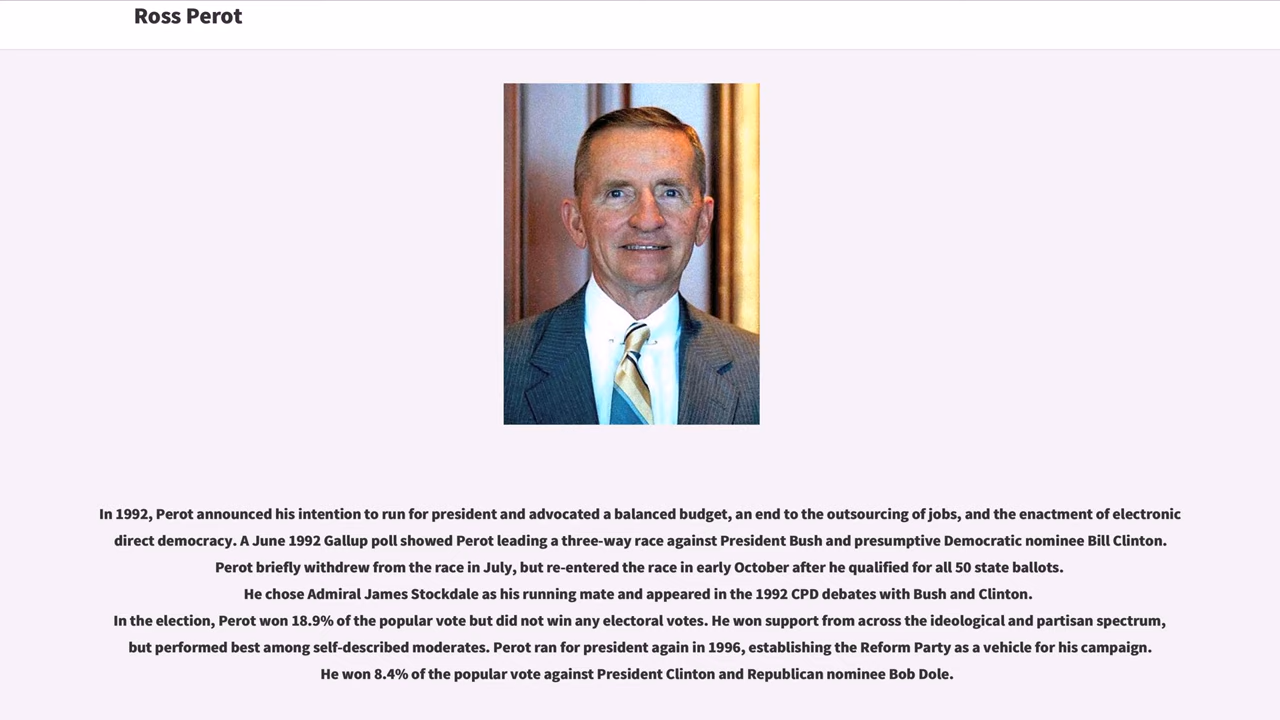 Ross Perot
In 1992, Perot announced his intention to run for president and advocated a balanced budget, an end to the outsourcing of jobs, and the enactment of electronic
direct democracy. A June 1992 Gallup poll showed Perot leading a three-way race against President Bush and presumptive Democratic nominee Bill Clinton.
Perot briefly withdrew from the race in July, but re-entered the race in early October after he qualified for all 50 state ballots.
He chose Admiral James Stockdale as his running mate and appeared in the 1992 CPD debates with Bush and Clinton.
In the election, Perot won 18.9% of the popular vote but did not win any electoral votes. He won support from across the ideological and partisan spectrum,
but performed best among self-described moderates. Perot ran for president again in 1996, establishing the Reform Party as a vehicle for his campaign.
He won 8.4% of the popular vote against President Clinton and Republican nominee Bob Dole.